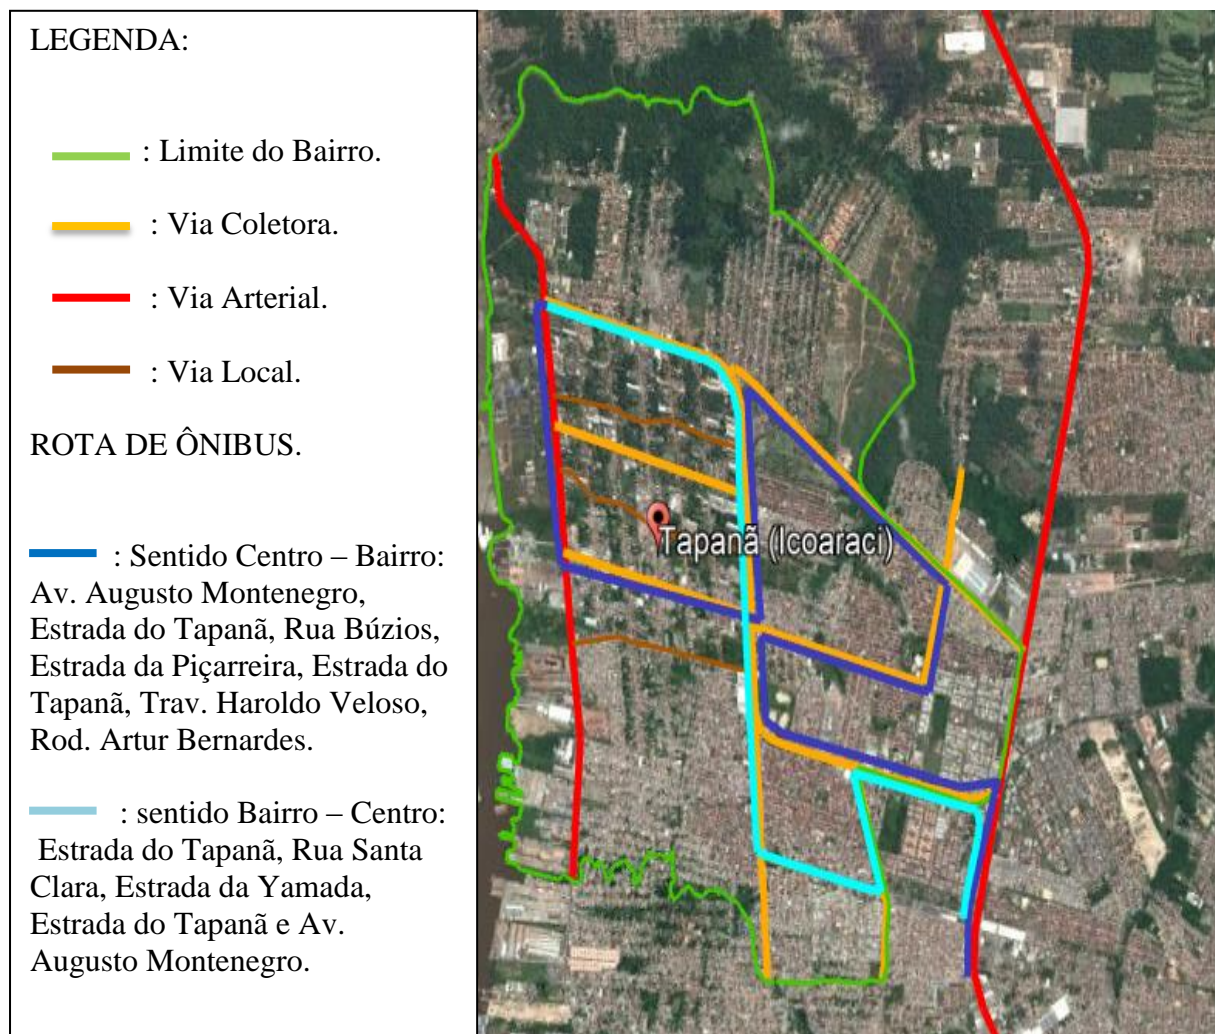 LEGENDA:
: Limite do Bairro.
: Via Coletora.
: Via Arterial.
: Via Local.
ROTA DE ÔNIBUS.
: Sentido Centro – Bairro:
Av. Augusto Montenegro,
Estrada do Tapanã, Rua Búzios,
Estrada da Piçarreira, Estrada do
Tapanã, Trav. Haroldo Veloso,
Rod. Artur Bernardes.
: sentido Bairro – Centro:
Estrada do Tapanã, Rua Santa
Clara, Estrada da Yamada,
Estrada do Tapanã e Av.
Augusto Montenegro.
Tapanã (Icoaraci)